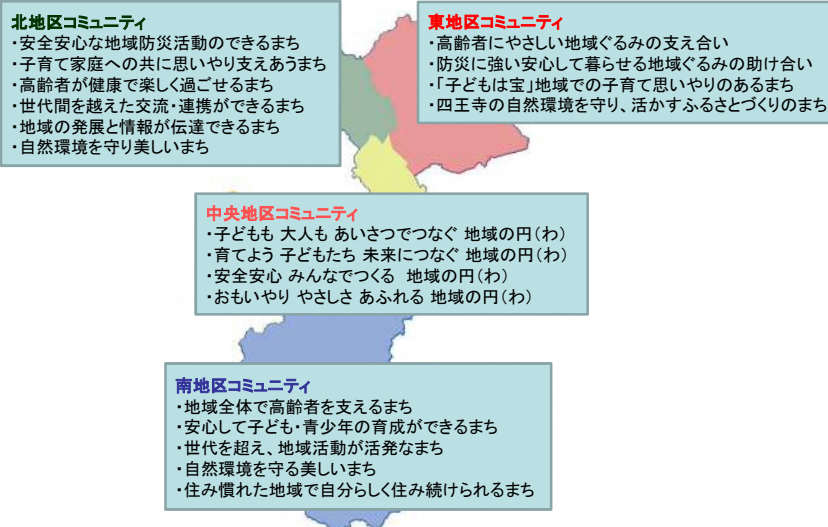 北地区コミュニティ
・安全安心な地域防災活動のできるまち
・子育て家庭への共に思いやり支えあうまち
・高齢者が健康で楽しく過ごせるまち
・世代間を越えた交流・連携ができるまち
・地域の発展と情報が伝達できるまち
・自然環境を守り美しいまち
東地区コミュニティ
・高齢者にやさしい地域ぐるみの支え合い
・防災に強い安心して暮らせる地域ぐるみの助け合い
・「子どもは宝」地域での子育て思いやりのあるまち
・四王寺の自然環境を守り、活かすふるさとづくりのまち
中央地区コミュニティ
・子どもも 大人も あいさつでつなぐ 地域の円(わ)
・育てよう 子どもたち 未来につなぐ 地域の円(わ)
・安全安心 みんなでつくる 地域の円(わ)
・おもいやり やさしさ あふれる 地域の円(わ)
南地区コミュニティ
・地域全体で高齢者を支えるまち
・安心して子ども・青少年の育成ができるまち
・世代を超え、地域活動が活発なまち
・自然環境を守る美しいまち
・住み慣れた地域で自分らしく住み続けられるまち